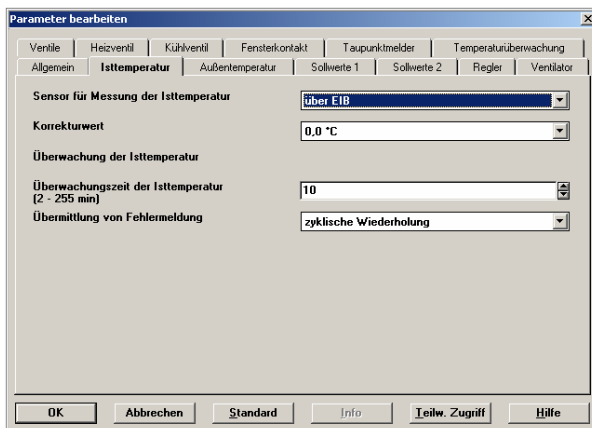 Parameter bearbeiten
Ventile Heizventil Kühlventil Fensterkontakt Taupunktmelder Temperaturüberwachung
Allgemein Isttemperatur Außentemperatur Sollwerte 1 Sollwerte 2 Regler Ventilator
Sensor für Messung der Isttemperatur über EIB
Korrekturwert 0,0 °C
Überwachung der Isttemperatur
Überwachungszeit der Isttemperatur
(2 - 255 min) 10
Übermittlung von Fehlermeldung zyklische Wiederholung
OK Abbrechen Standard Info Teilw. Zugriff Hilfe